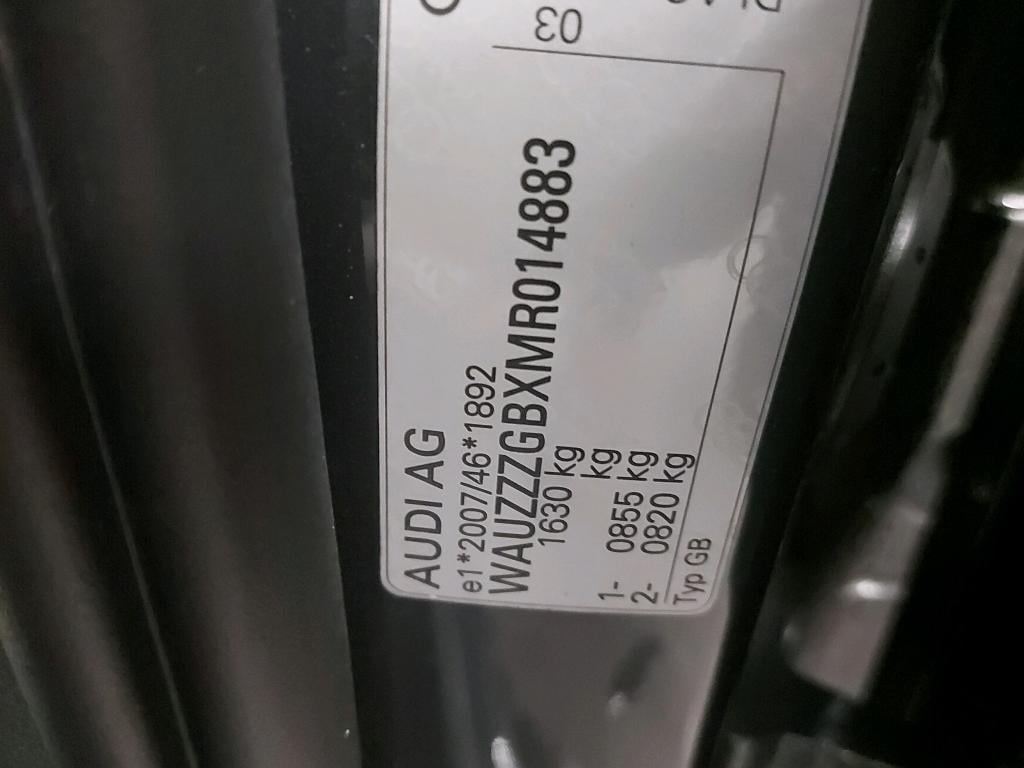 AUDI AG
e1*2007/46*1892
WAUZZZGBXMR014883
1630 kg
kg
1- 0855 kg
2- 0820 kg
Typ GB
03